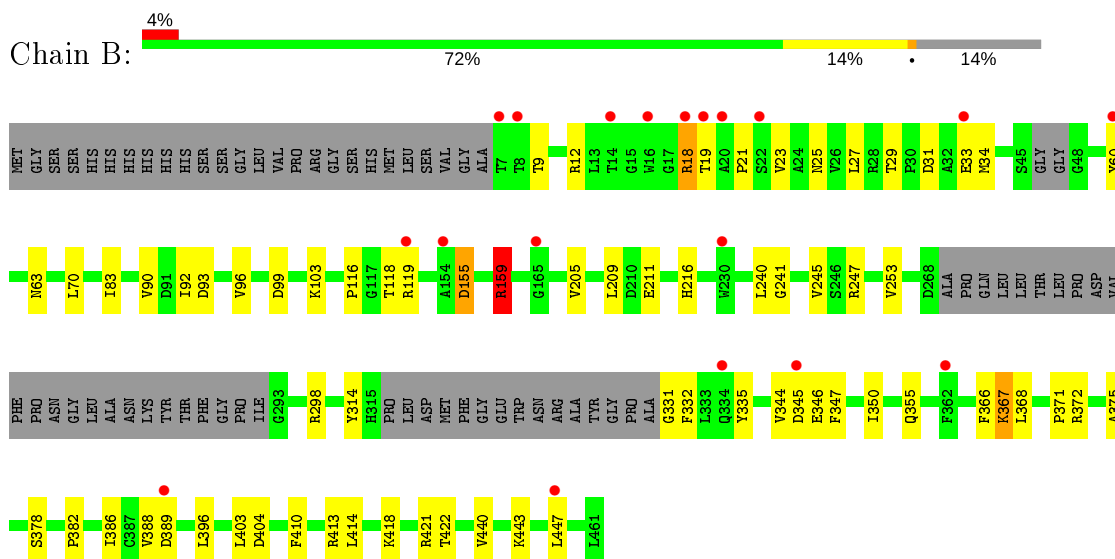 4%
Chain B:
72% 14% • 14%
MET GLY SER SER HIS HIS HIS HIS HIS HIS SER SER GLY LEU VAL PRO ARG GLY SER HIS MET LEU SER VAL GLY ALA T7 T8 T9 R12 L13 T14 G15 W16 G17 R18 T19 A20 P21 S22 V23 A24 N25 V26 L27 R28 T29 P30 D31 A32 E33 M34 S45 GLY GLY G48 Y60
N63 L70 I83 V90 D91 I92 D93 V96 D99 K103 P116 G117 T118 R119 A154 D155 R159 G165 V205 L209 D210 E211 H216 W230 L240 G241 V245 S246 R247 V253 D268 ALA PRO GLN LEU LEU THR LEU PRO ASP VAL
PHE PRO ASN GLY LEU ALA ASN LYS TYR THR PHE GLY PRO ILE G293 R298 Y314 H315 PRO LEU ASP MET PHE GLY GLU TRP ASN ARG ALA TYR GLY PRO ALA G331 F332 L333 Q334 Y335 V344 D345 E346 F347 I350 Q355 F362 F366 K367 L368 P371 R372 A375
S378 P382 I386 C387 V388 D389 L396 L403 D404 F410 R413 L414 K418 R421 T422 V440 K443 L447 L461